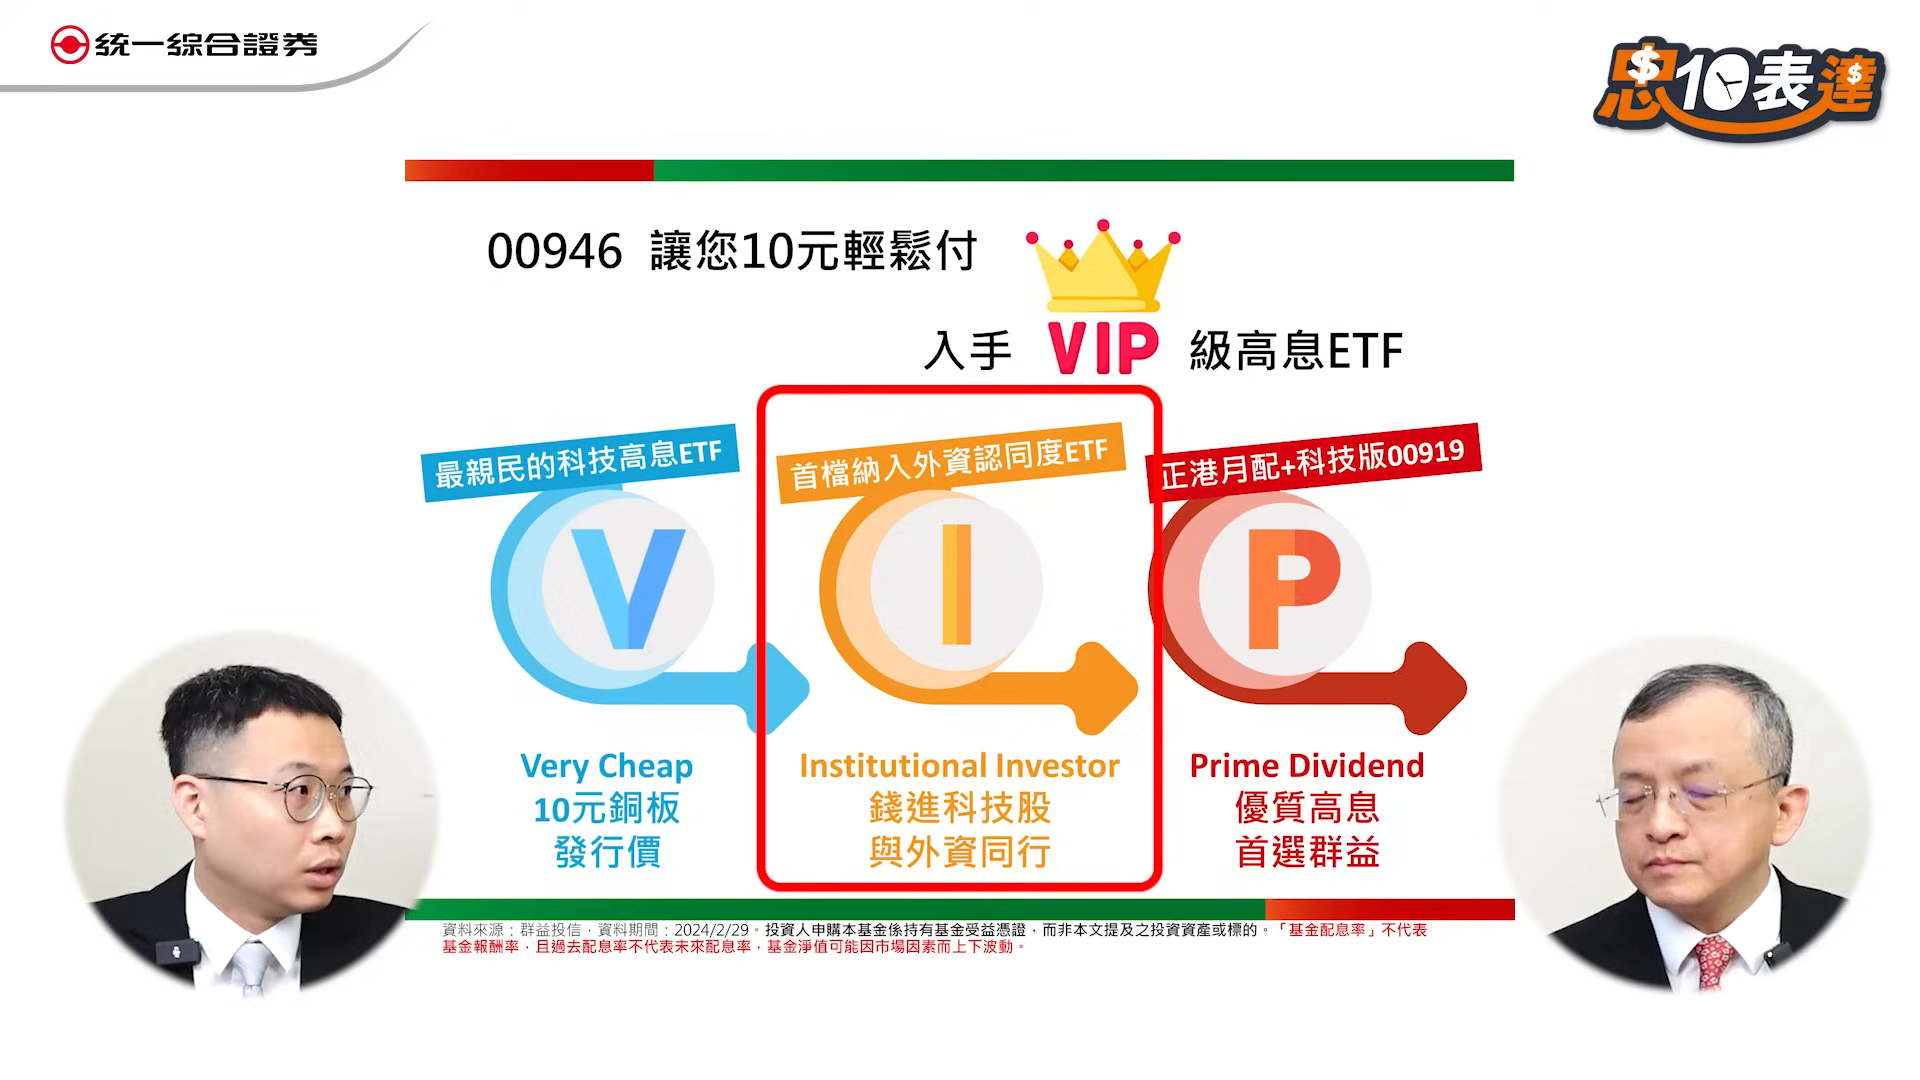 統一綜合證券
忠10表達
00946 讓您10元輕鬆付
入手 VIP 級高息ETF
最親民的科技高息ETF
首檔納入外資認同度ETF
正港月配+科技版00919
V
I
P
Very Cheap
10元銅板
發行價
Institutional Investor
錢進科技股
與外資同行
Prime Dividend
優質高息
首選群益
資料來源：群益投信，資料期間：2024/2/29。投資人申購本基金係持有基金受益憑證，而非本文提及之投資資產或標的。「基金配息率」不代表
基金報酬率，且過去配息率不代表未來配息率，基金淨值可能因市場因素而上下波動。